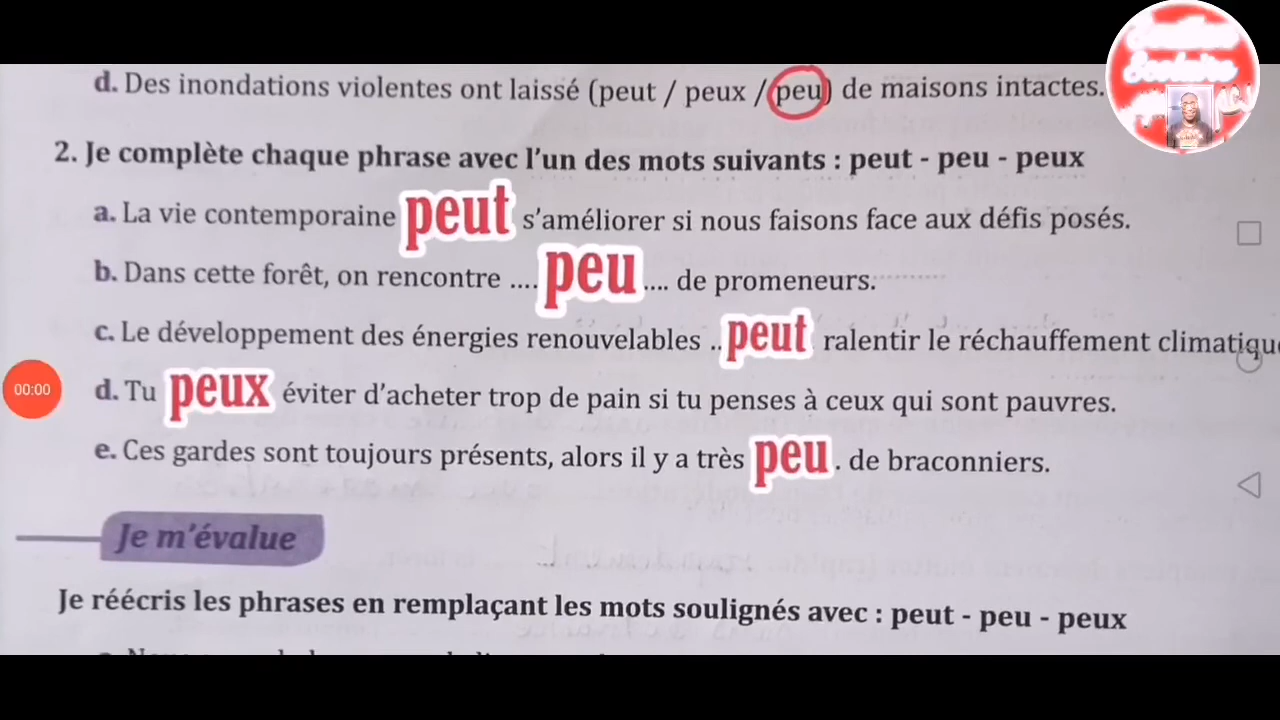 d. Des inondations violentes ont laissé (peut / peux / peu) de maisons intactes.
2. Je complète chaque phrase avec l'un des mots suivants : peut - peu - peux
a. La vie contemporaine peut s'améliorer si nous faisons face aux défis posés.
b. Dans cette forêt, on rencontre .... peu .... de promeneurs.
c. Le développement des énergies renouvelables .. peut ralentir le réchauffement climatique
00:00
d. Tu peux éviter d'acheter trop de pain si tu penses à ceux qui sont pauvres.
e. Ces gardes sont toujours présents, alors il y a très peu . de braconniers.
Je m'évalue
Je réécris les phrases en remplaçant les mots soulignés avec : peut - peu - peux